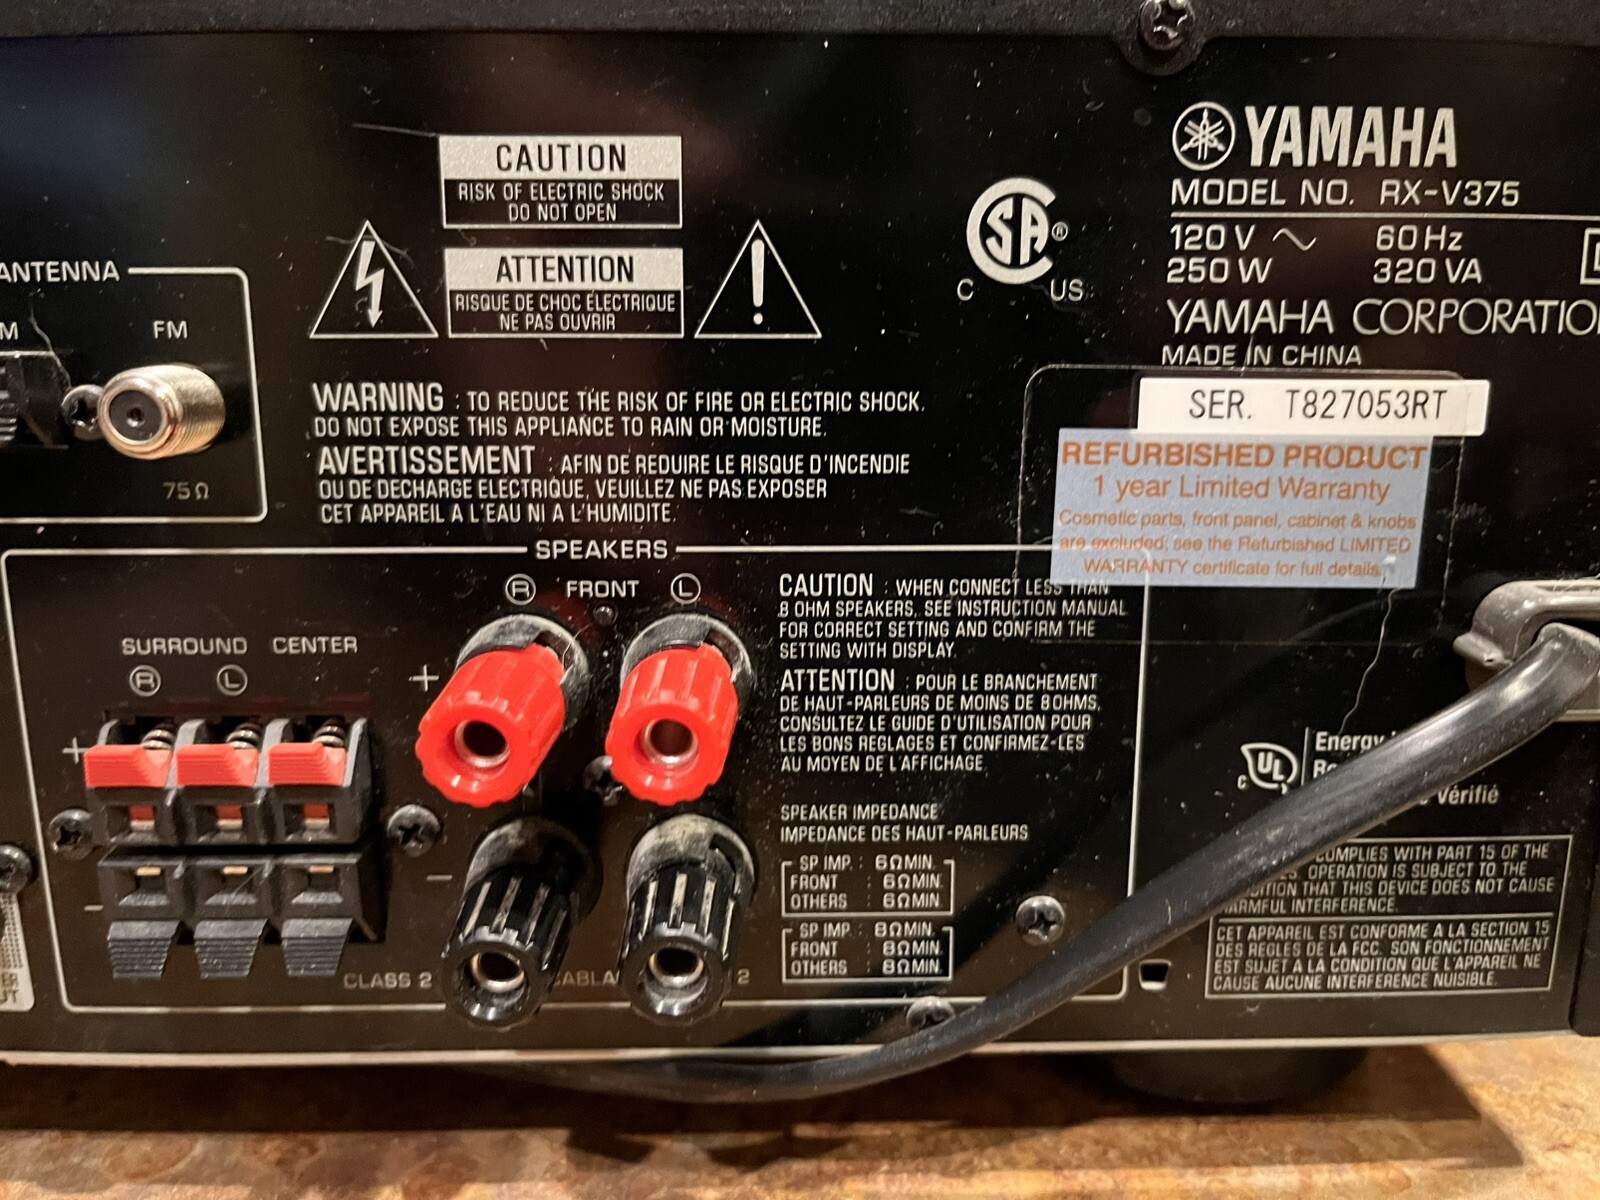 YAMAHA
MODEL NO. RX-V375
120 V 60 Hz
250 W 320 VA
YAMAHA CORPORATIO
MADE IN CHINA
SER. T827053RT
REFURBISHED PRODUCT
1 year Limited Warranty
Cosmetic parts, front panel, cabinet & knobs
are excluded; see the Refurbished LIMITED
WARRANTY certificate for full details.
CAUTION
RISK OF ELECTRIC SHOCK
DO NOT OPEN
ATTENTION
RISQUE DE CHOC ÉLECTRIQUE
NE PAS OUVRIR
SA ®
C US
ANTENNA
M FM
75Ω
WARNING : TO REDUCE THE RISK OF FIRE OR ELECTRIC SHOCK.
DO NOT EXPOSE THIS APPLIANCE TO RAIN OR MOISTURE.
AVERTISSEMENT : AFIN DE REDUIRE LE RISQUE D'INCENDIE
OU DE DECHARGE ELECTRIQUE, VEUILLEZ NE PAS EXPOSER
CET APPAREIL A L'EAU NI A L'HUMIDITE.
SPEAKERS
R FRONT L
SURROUND CENTER
R L
+ +
- -
CLASS 2 CABLA 2
CAUTION : WHEN CONNECT LESS THAN
8 OHM SPEAKERS, SEE INSTRUCTION MANUAL
FOR CORRECT SETTING AND CONFIRM THE
SETTING WITH DISPLAY.
ATTENTION : POUR LE BRANCHEMENT
DE HAUT-PARLEURS DE MOINS DE 8 OHMS,
CONSULTEZ LE GUIDE D'UTILISATION POUR
LES BONS REGLAGES ET CONFIRMEZ-LES
AU MOYEN DE L'AFFICHAGE.
SPEAKER IMPEDANCE
IMPEDANCE DES HAUT-PARLEURS
SP IMP. : 6ΩMIN.
FRONT : 6ΩMIN.
OTHERS : 6ΩMIN.
SP IMP. : 8ΩMIN.
FRONT : 8ΩMIN.
OTHERS : 8ΩMIN.
c UL Energy
Vérifié
COMPLIES WITH PART 15 OF THE
OPERATION IS SUBJECT TO THE
ITION THAT THIS DEVICE DOES NOT CAUSE
HARMFUL INTERFERENCE.
CET APPAREIL EST CONFORME A LA SECTION 15
DES REGLES DE LA FCC. SON FONCTIONNEMENT
EST SUJET A LA CONDITION QUE L'APPAREIL NE
CAUSE AUCUNE INTERFERENCE NUISIBLE.